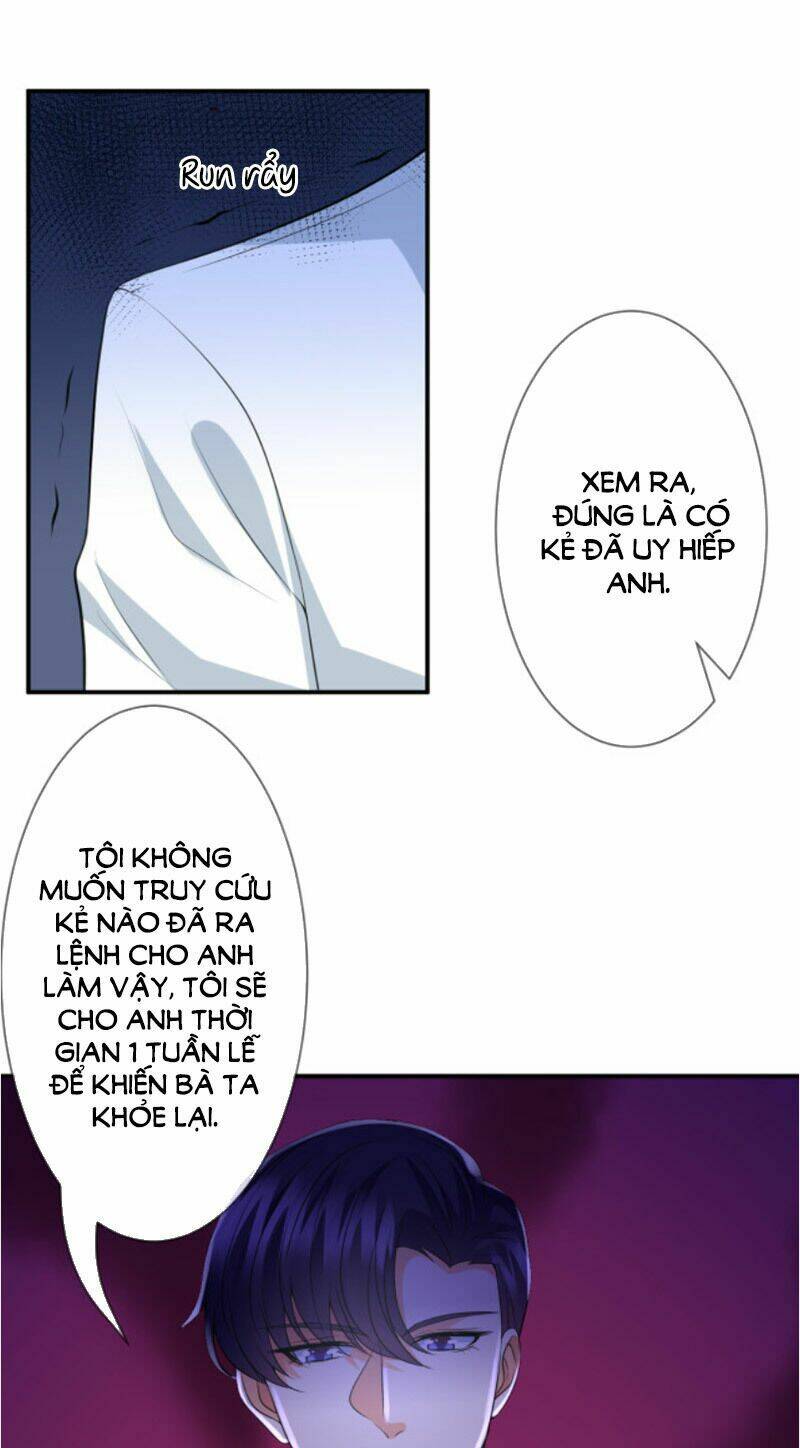 Run rẩy
XEM RA,
ĐÚNG LÀ CÓ
KẺ ĐÃ UY HIẾP
ANH.
TÔI KHÔNG
MUỐN TRUY CỨU
KẺ NÀO ĐÃ RA
LỆNH CHO ANH
LÀM VẬY, TÔI SẼ
CHO ANH THỜI
GIAN 1 TUẦN LỄ
ĐỂ KHIẾN BÀ TA
KHỎE LẠI.